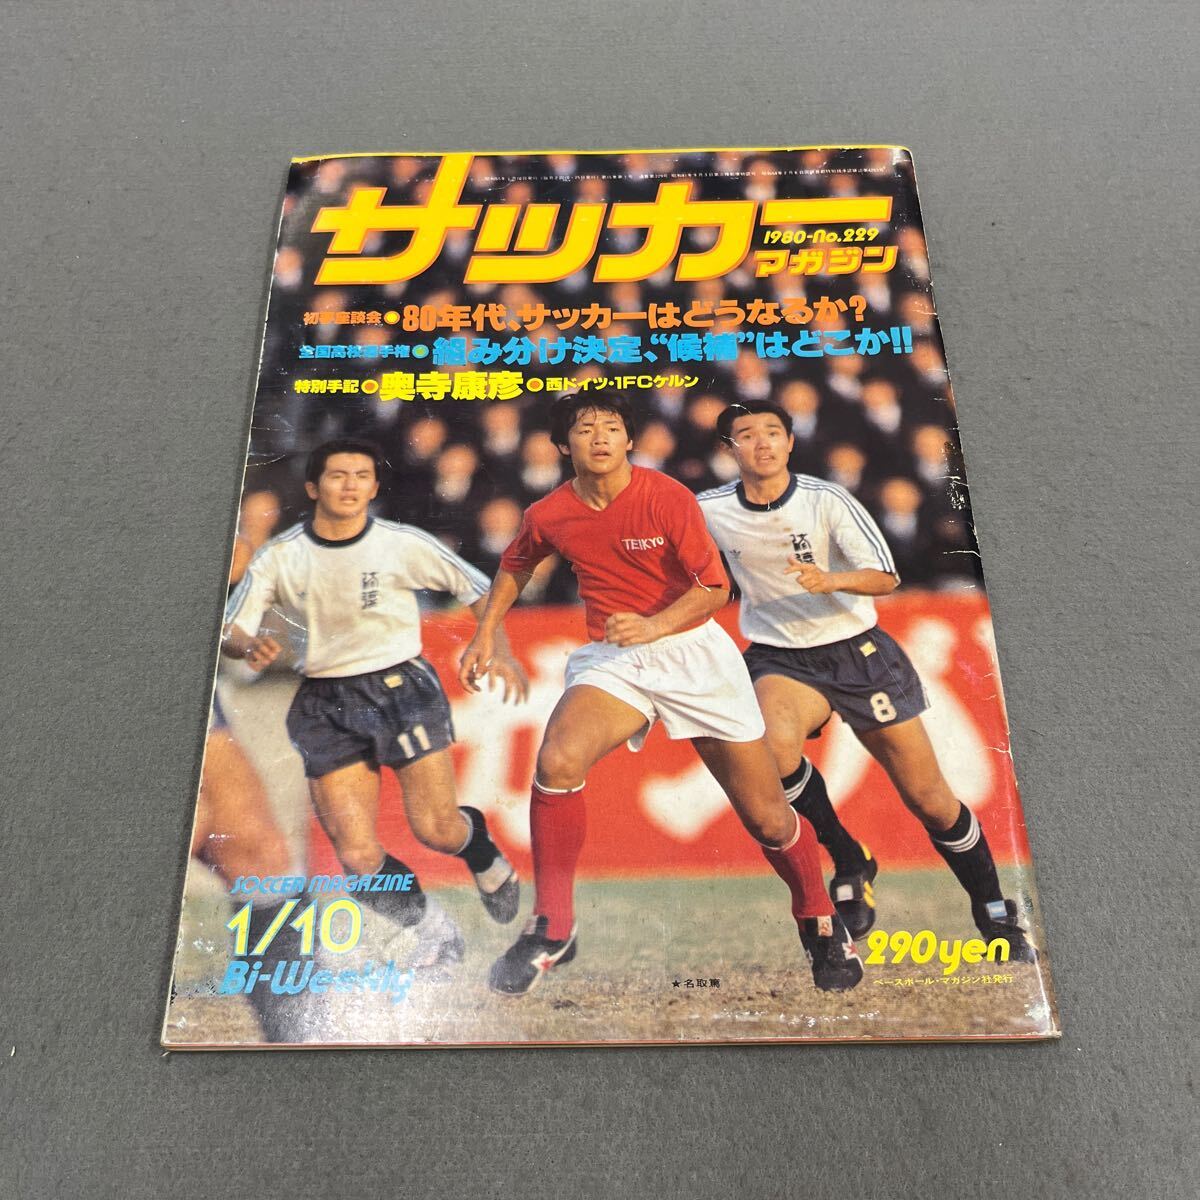 サッカー
1980-No.229
マガジン
初夢座談会●80年代、サッカーはどうなるか?
全国高校選手権●組み分け決定、“候補”はどこか!!
特別手記●奥寺康彦●西ドイツ・1FCケルン
TEIKYO
11
8
SOCCER MAGAZINE
1/10
Bi-Weekly
★名取篤
290yen
ベースボール・マガジン社発行